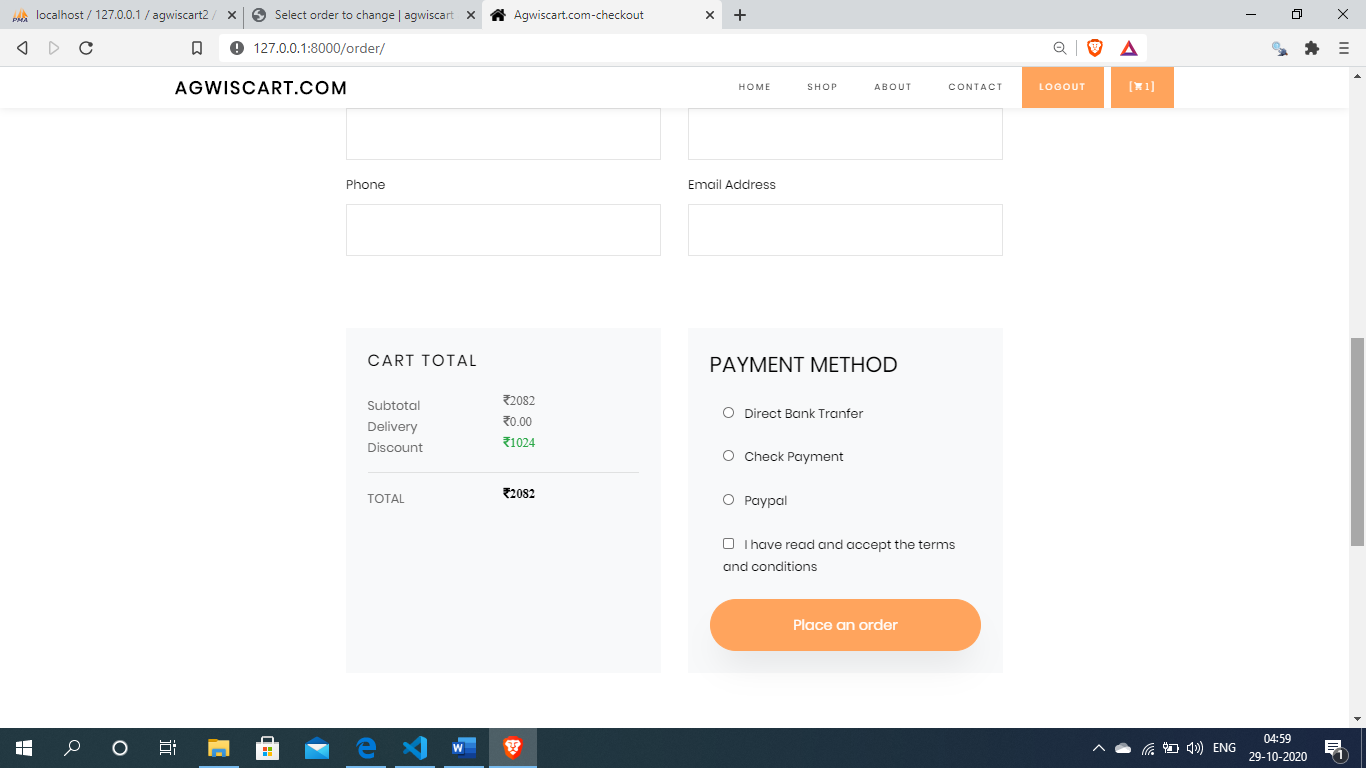 localhost / 127.0.0.1 / agwiscart2 /
Select order to change | agwiscart
Agwiscart.com-checkout
127.0.0.1:8000/order/
AGWISCART.COM
HOME
SHOP
ABOUT
CONTACT
LOGOUT
[1]
Phone
Email Address
CART TOTAL
Subtotal ₹2082
Delivery ₹0.00
Discount ₹1024
TOTAL ₹2082
PAYMENT METHOD
Direct Bank Tranfer
Check Payment
Paypal
I have read and accept the terms
and conditions
Place an order
ENG
04:59
29-10-2020
1